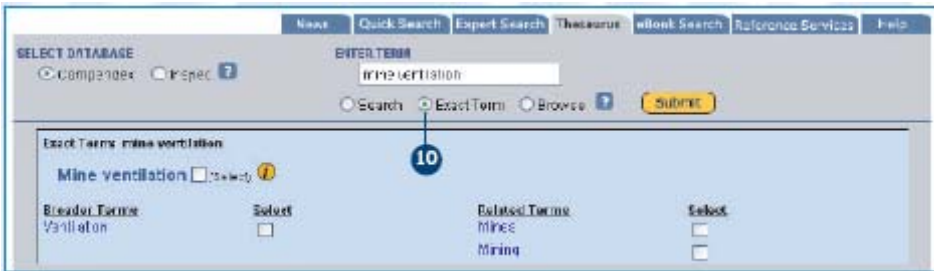 News Quick Search Expert Search Thesaurus eBook Search Reference Services Help
SELECT DATABASE ENTER TERM
Compendex Inspec ? mine ventilation
Search Exact Term Browse ? Submit
10
Exact Terms: mine ventilation
Mine ventilation (Select) i
Broader Terms Select Related Terms Select
Ventilation Mines
Mining